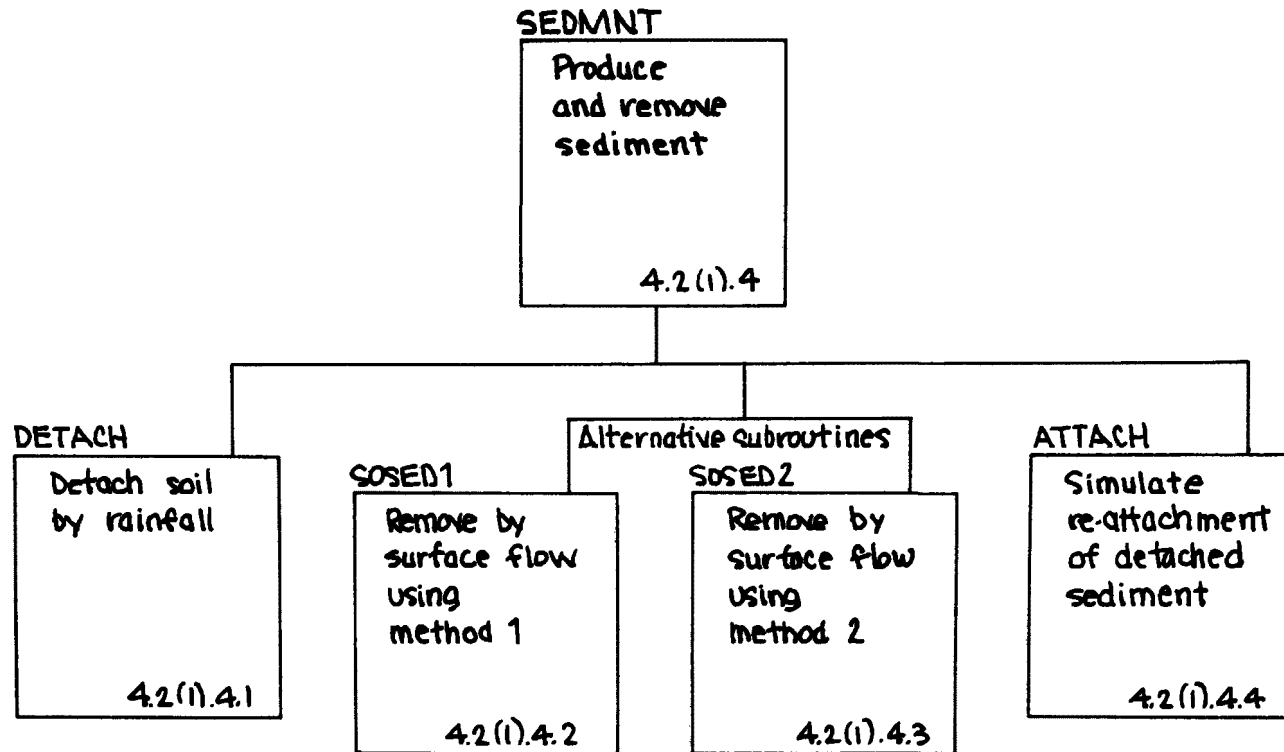 SEDMNT
Produce
and remove
sediment
4.2(1).4
DETACH
Detach soil
by rainfall
4.2(1).4.1
Alternative subroutines
SOSED1
Remove by
surface flow
using
method 1
4.2(1).4.2
SOSED2
Remove by
surface flow
using
method 2
4.2(1).4.3
ATTACH
Simulate
re-attachment
of detached
sediment
4.2(1).4.4